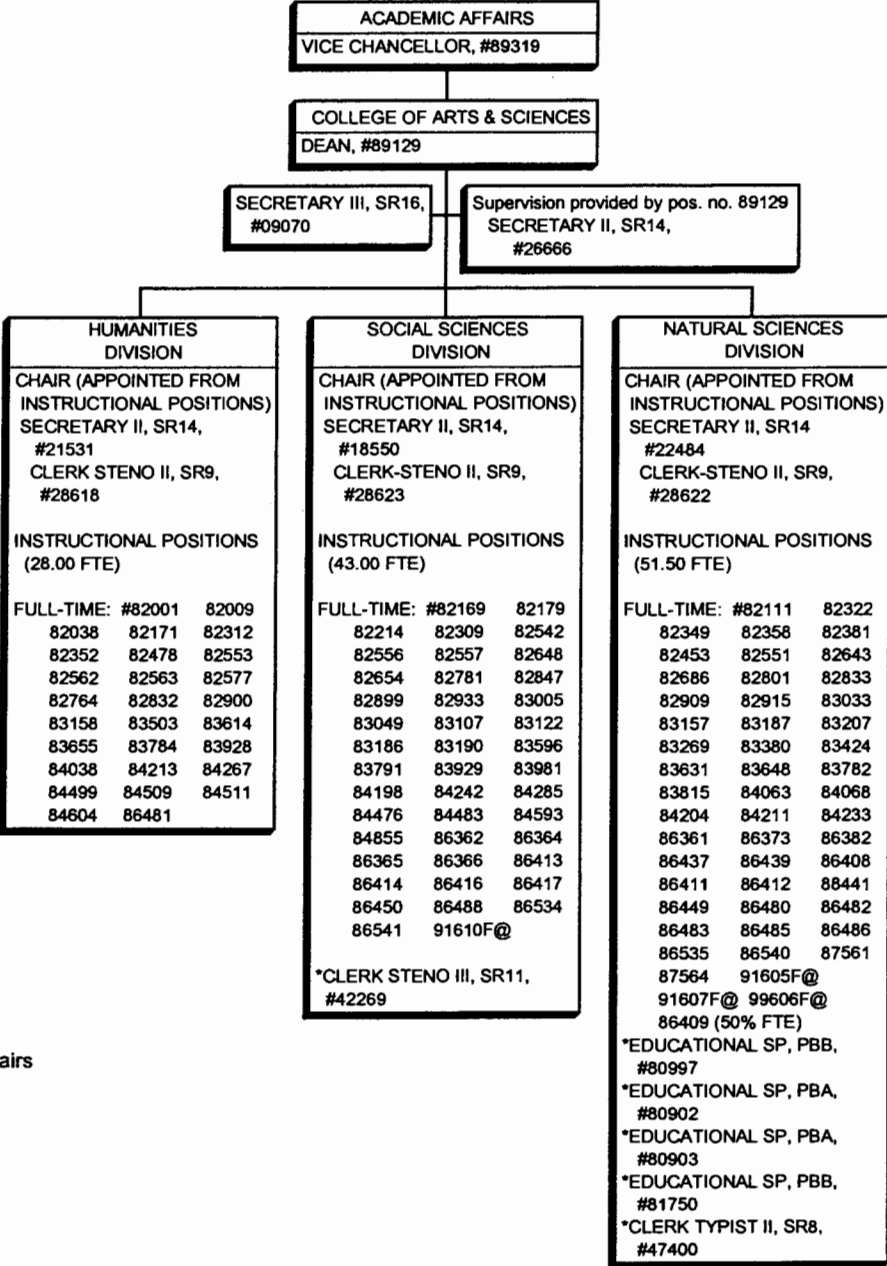 ACADEMIC AFFAIRS
VICE CHANCELLOR, #89319
COLLEGE OF ARTS & SCIENCES
DEAN, #89129
SECRETARY III, SR16,
#09070
Supervision provided by pos. no. 89129
SECRETARY II, SR14,
#26666
HUMANITIES
DIVISION
CHAIR (APPOINTED FROM
INSTRUCTIONAL POSITIONS)
SECRETARY II, SR14,
#21531
CLERK STENO II, SR9,
#28618
INSTRUCTIONAL POSITIONS
(28.00 FTE)
FULL-TIME: #82001 82009
82038 82171 82312
82352 82478 82553
82562 82563 82577
82764 82832 82900
83158 83503 83614
83655 83784 83928
84038 84213 84267
84499 84509 84511
84604 86481
SOCIAL SCIENCES
DIVISION
CHAIR (APPOINTED FROM
INSTRUCTIONAL POSITIONS)
SECRETARY II, SR14,
#18550
CLERK-STENO II, SR9,
#28623
INSTRUCTIONAL POSITIONS
(43.00 FTE)
FULL-TIME: #82169 82179
82214 82309 82542
82556 82557 82648
82654 82781 82847
82899 82933 83005
83049 83107 83122
83186 83190 83596
83791 83929 83981
84198 84242 84285
84476 84483 84593
84855 86362 86364
86365 86366 86413
86414 86416 86417
86450 86488 86534
86541 91610F@
*CLERK STENO III, SR11,
#42269
NATURAL SCIENCES
DIVISION
CHAIR (APPOINTED FROM
INSTRUCTIONAL POSITIONS)
SECRETARY II, SR14
#22484
CLERK-STENO II, SR9,
#28622
INSTRUCTIONAL POSITIONS
(51.50 FTE)
FULL-TIME: #82111 82322
82349 82358 82381
82453 82551 82643
82686 82801 82833
82909 82915 83033
83157 83187 83207
83269 83380 83424
83631 83648 83782
83815 84063 84068
84204 84211 84233
86361 86373 86382
86437 86439 86408
86411 86412 88441
86449 86480 86482
86483 86485 86486
86535 86540 87561
87564 91605F@
91607F@ 99606F@
86409 (50% FTE)
*EDUCATIONAL SP, PBB,
#80997
*EDUCATIONAL SP, PBA,
#80902
*EDUCATIONAL SP, PBA,
#80903
*EDUCATIONAL SP, PBB,
#81750
*CLERK TYPIST II, SR8,
#47400
airs